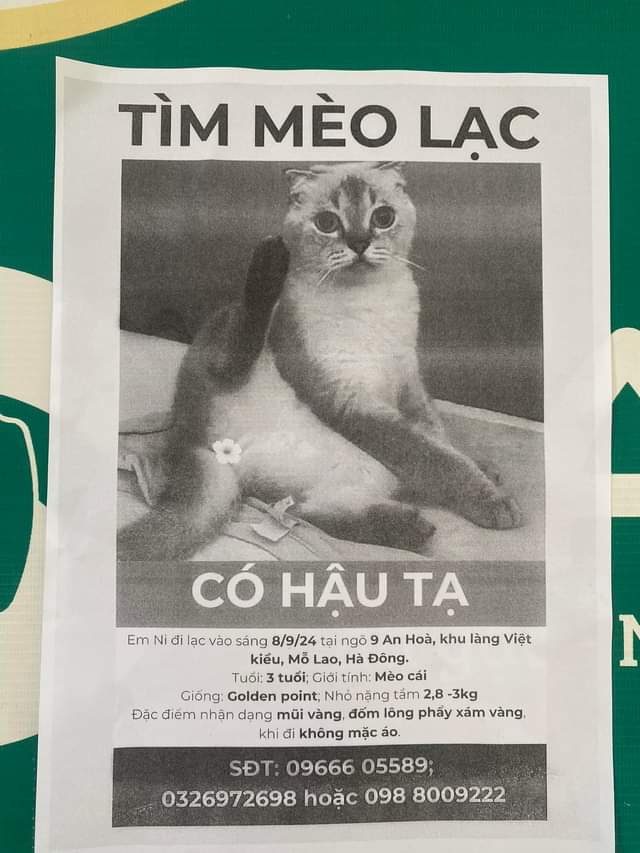 TÌM MÈO LẠC
CÓ HẬU TẠ
Em Ni đi lạc vào sáng 8/9/24 tại ngõ 9 An Hoà, khu làng Việt
kiều, Mỗ Lao, Hà Đông.
Tuổi: 3 tuổi; Giới tính: Mèo cái
Giống: Golden point; Nhỏ nặng tầm 2,8 -3kg
Đặc điểm nhận dạng mũi vàng, đốm lông phẩy xám vàng,
khi đi không mặc áo.
SĐT: 09666 05589;
0326972698 hoặc 098 8009222
N